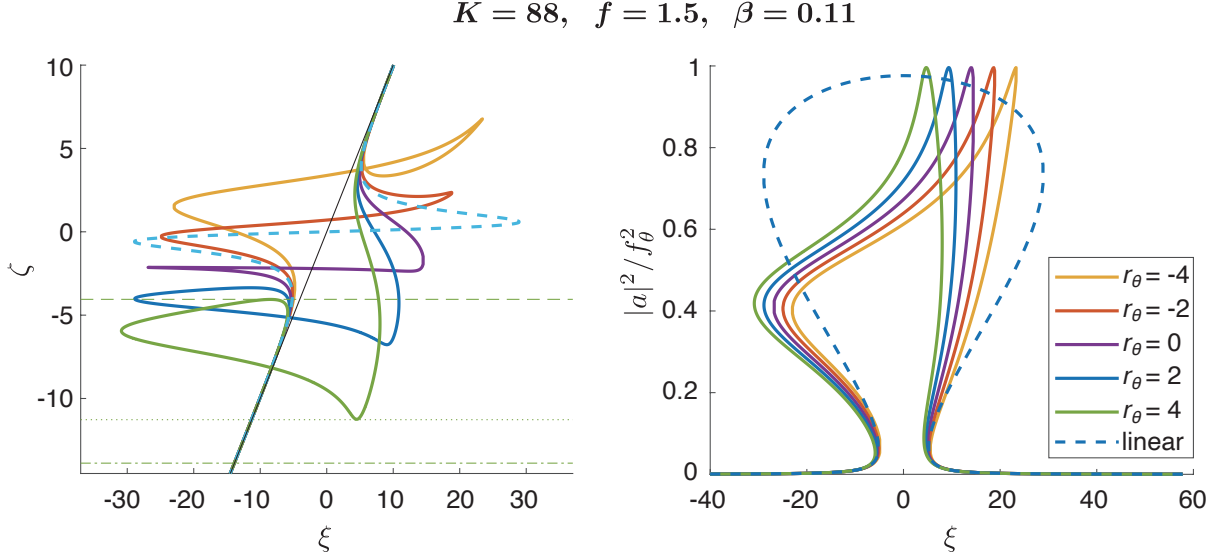 K = 88, f = 1.5, β = 0.11
10
5
0
-5
-10
ζ
-30 -20 -10 0 10 20 30
ξ
1
0.8
0.6
0.4
0.2
0
|a|²/f_θ²
-40 -20 0 20 40 60
ξ
r_θ = -4
r_θ = -2
r_θ = 0
r_θ = 2
r_θ = 4
linear